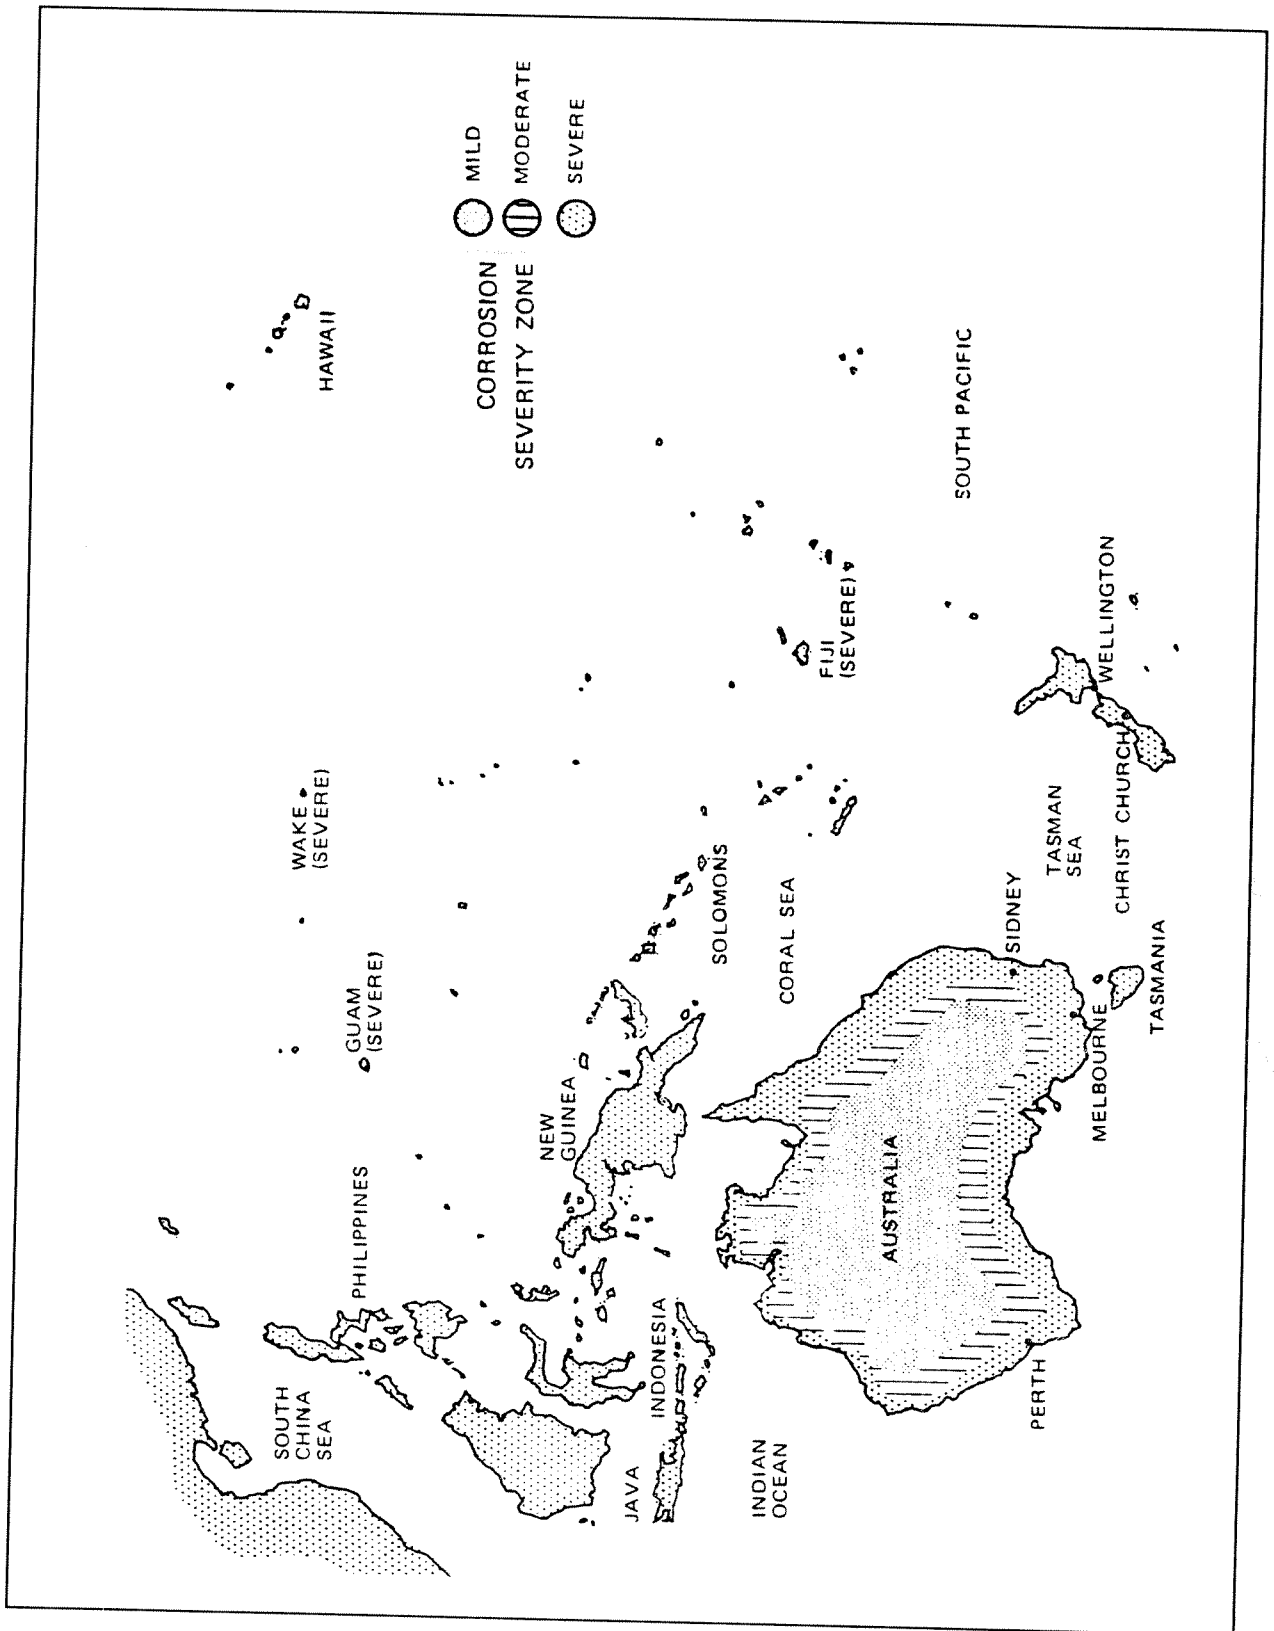 HAWAII
CORROSION
SEVERITY ZONE
MILD
MODERATE
SEVERE
WAKE
(SEVERE)
GUAM
(SEVERE)
PHILIPPINES
SOUTH
CHINA
SEA
NEW
GUINEA
SOLOMONS
CORAL SEA
FIJI
(SEVERE)
SOUTH PACIFIC
INDONESIA
JAVA
INDIAN
OCEAN
AUSTRALIA
PERTH
MELBOURNE
SIDNEY
TASMANIA
TASMAN
SEA
CHRIST CHURCH
WELLINGTON